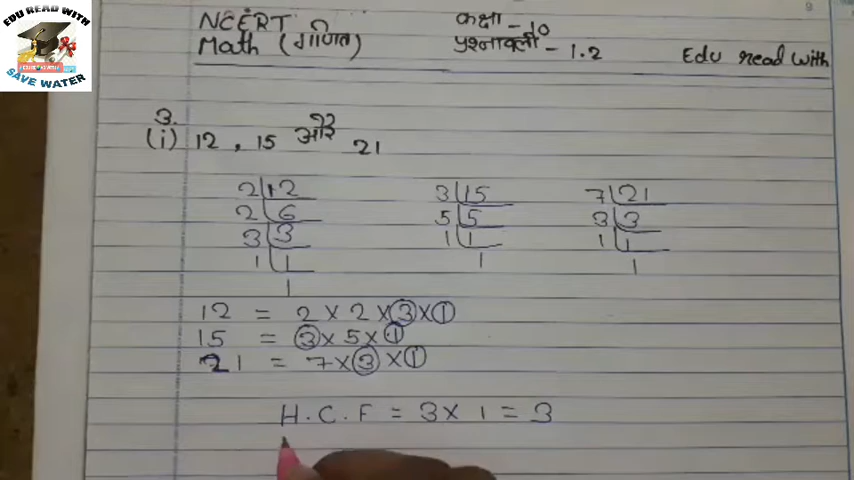 EDU READ WITH
SAVE WATER
NCERT कक्षा - 10
Math (गणित) प्रश्नावली - 1.2 Edu read with
3.
(i) 12, 15 और 21
2 12 3 15 7 21
2 6 5 5 3 3
3 3 1 1 1 1
1 1 1 1
1
12 = 2 × 2 × 3 × 1
15 = 3 × 5 × 1
21 = 7 × 3 × 1
H.C.F = 3 × 1 = 3